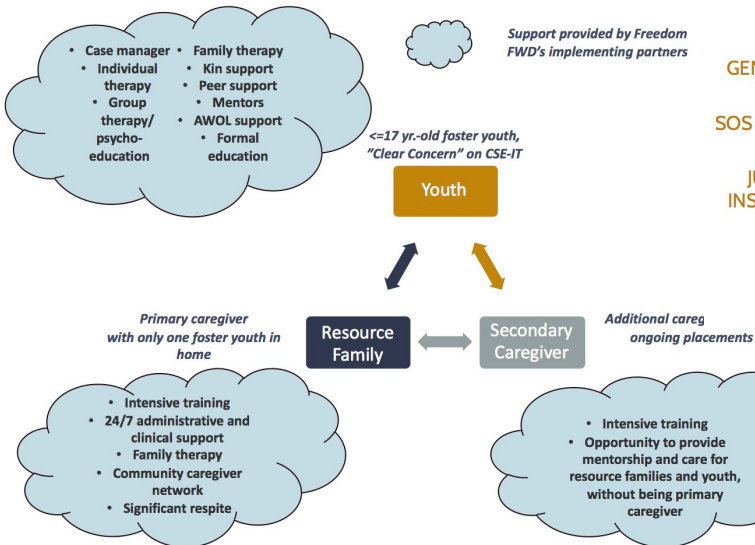 • Case manager
• Individual
therapy
• Group
therapy/
psycho-
education
• Family therapy
• Kin support
• Peer support
• Mentors
• AWOL support
• Formal
education
Support provided by Freedom
FWD's implementing partners
<=17 yr.-old foster youth,
"Clear Concern" on CSE-IT
Youth
SOS
Primary caregiver
with only one foster youth in
home
Resource
Family
Secondary
Caregiver
Additional
ongoing placements
• Intensive training
• 24/7 administrative and
clinical support
• Family therapy
• Community caregiver
network
• Significant respite
• Intensive training
• Opportunity to provide
mentorship and care for
resource families and youth,
without being primary
caregiver